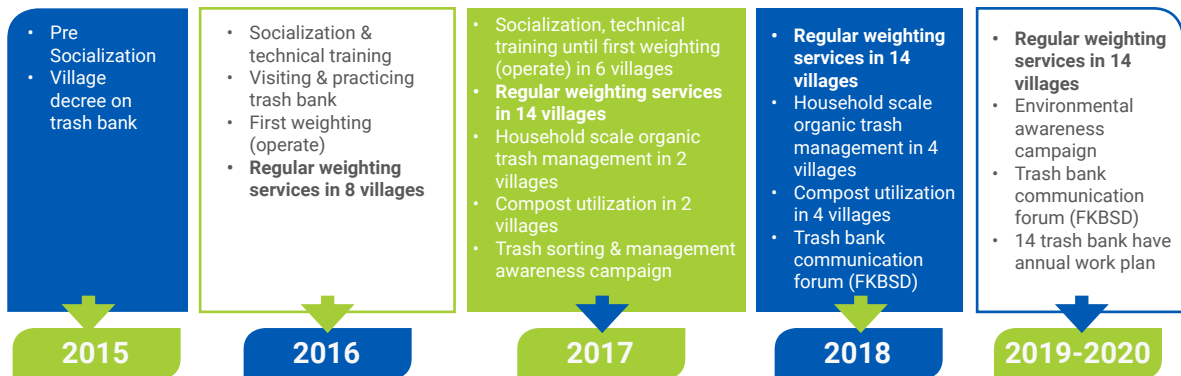 • Pre
Socialization
• Village
decree on
trash bank
2015
• Socialization &
technical training
• Visiting & practicing
trash bank
• First weighting
(operate)
• Regular weighting
services in 8 villages
2016
• Socialization, technical
training until first weighting
(operate) in 6 villages
• Regular weighting services
in 14 villages
• Household scale organic
trash management in 2
villages
• Compost utilization in 2
villages
• Trash sorting & management
awareness campaign
2017
• Regular weighting
services in 14
villages
• Household scale
organic trash
management in 4
villages
• Compost utilization
in 4 villages
• Trash bank
communication
forum (FKBSD)
2018
• Regular weighting
services in 14
villages
• Environmental
awareness
campaign
• Trash bank
communication
forum (FKBSD)
• 14 trash bank have
annual work plan
2019-2020